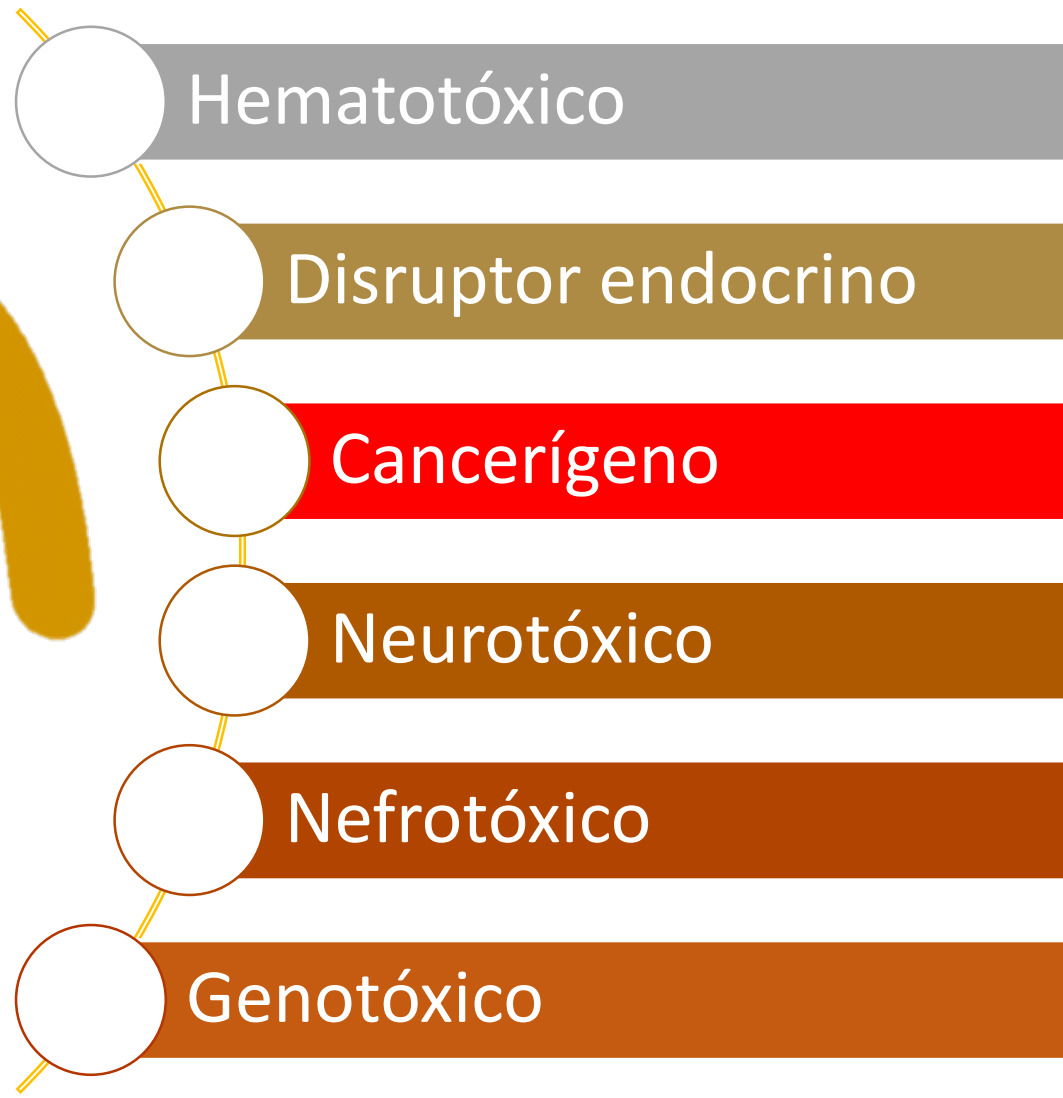 Hematotóxico
Disruptor endocrino
Cancerígeno
Neurotóxico
Nefrotóxico
Genotóxico